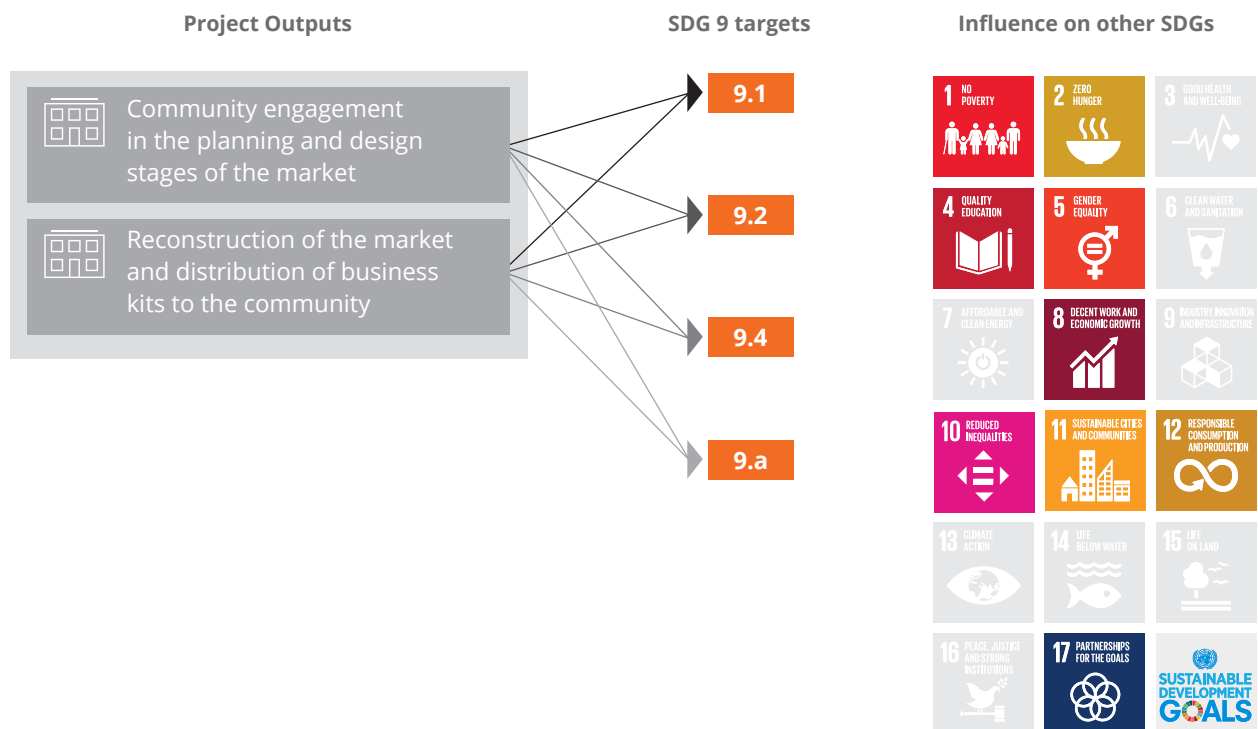 Project Outputs
SDG 9 targets
Influence on other SDGs
Community engagement
in the planning and design
stages of the market
Reconstruction of the market
and distribution of business
kits to the community
9.1
9.2
9.4
9.a
1 NO
POVERTY
2 ZERO
HUNGER
3 GOOD HEALTH
AND WELL-BEING
4 QUALITY
EDUCATION
5 GENDER
EQUALITY
6 CLEAN WATER
AND SANITATION
7 AFFORDABLE AND
CLEAN ENERGY
8 DECENT WORK AND
ECONOMIC GROWTH
9 INDUSTRY, INNOVATION
AND INFRASTRUCTURE
10 REDUCED
INEQUALITIES
11 SUSTAINABLE CITIES
AND COMMUNITIES
12 RESPONSIBLE
CONSUMPTION
AND PRODUCTION
13 CLIMATE
ACTION
14 LIFE
BELOW WATER
15 LIFE
ON LAND
16 PEACE, JUSTICE
AND STRONG
INSTITUTIONS
17 PARTNERSHIPS
FOR THE GOALS
SUSTAINABLE
DEVELOPMENT
GOALS